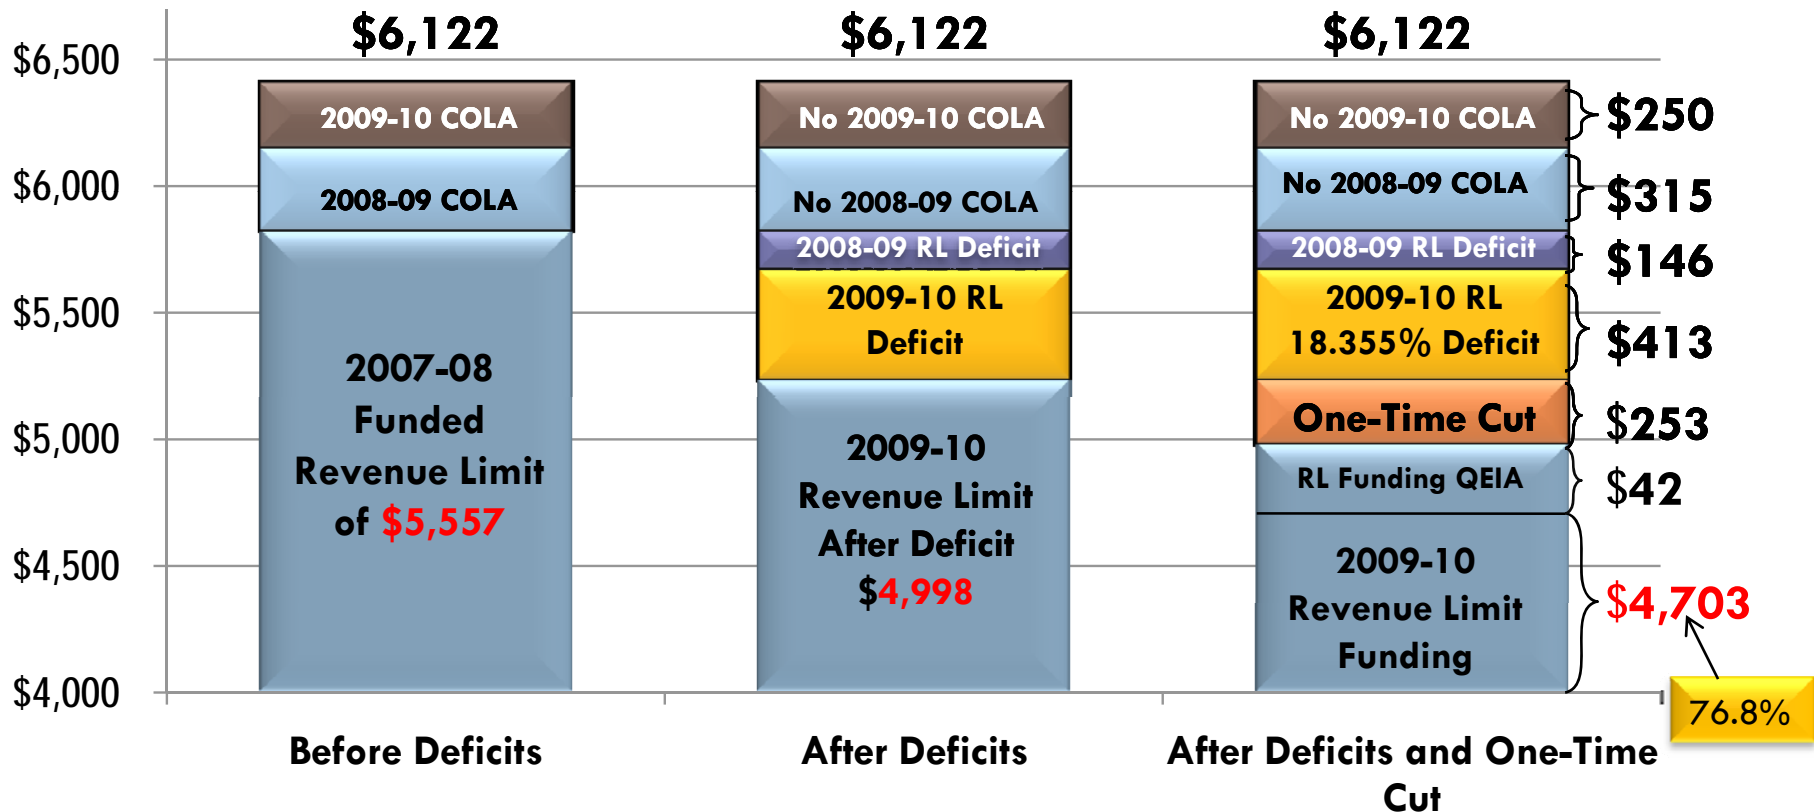 $6,122
$6,122
$6,122
$6,500
$6,000
$5,500
$5,000
$4,500
$4,000
2009-10 COLA
2008-09 COLA
2007-08
Funded
Revenue Limit
of $5,557
No 2009-10 COLA
No 2008-09 COLA
2008-09 RL Deficit
2009-10 RL
Deficit
2009-10
Revenue Limit
After Deficit
$4,998
No 2009-10 COLA
No 2008-09 COLA
2008-09 RL Deficit
2009-10 RL
18.355% Deficit
One-Time Cut
RL Funding QEIA
2009-10
Revenue Limit
Funding
$250
$315
$146
$413
$253
$42
$4,703
76.8%
Before Deficits
After Deficits
After Deficits and One-Time
Cut